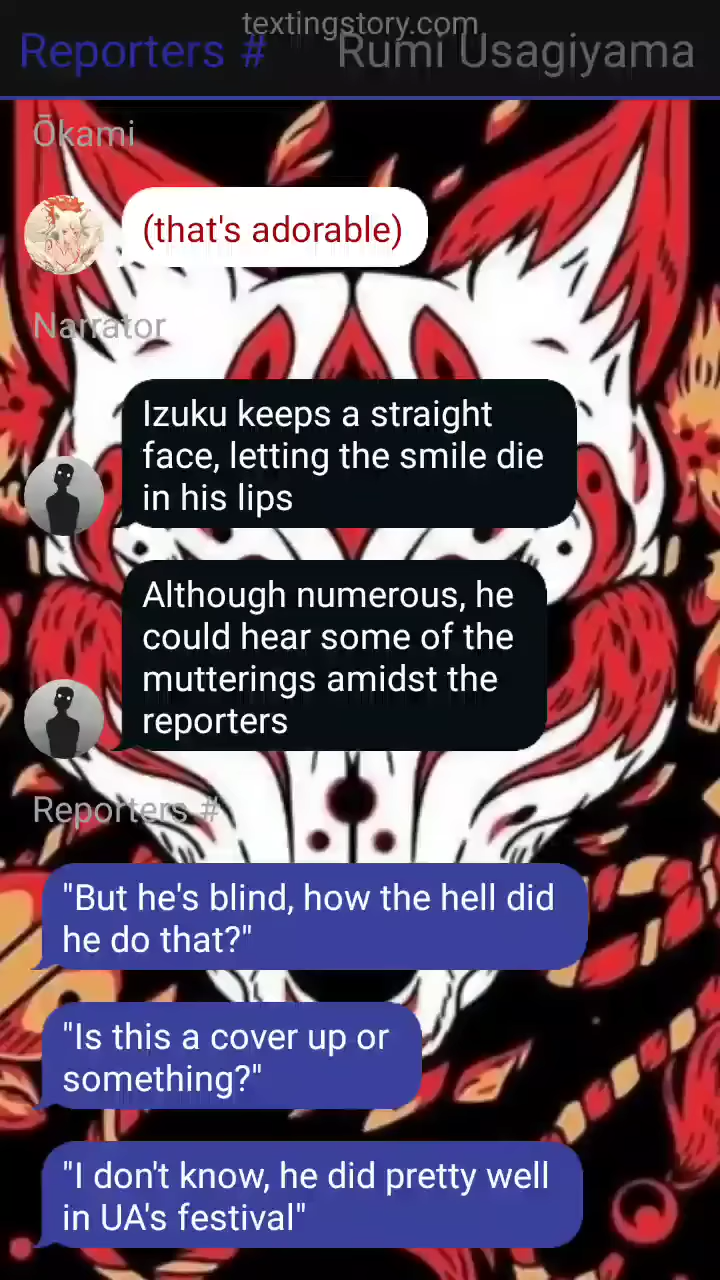 textingstory.com
Reporters # Rumi Usagiyama
Ōkami
(that's adorable)
Narrator
Izuku keeps a straight
face, letting the smile die
in his lips
Although numerous, he
could hear some of the
mutterings amidst the
reporters
Reporters #
"But he's blind, how the hell did
he do that?"
"Is this a cover up or
something?"
"I don't know, he did pretty well
in UA's festival"